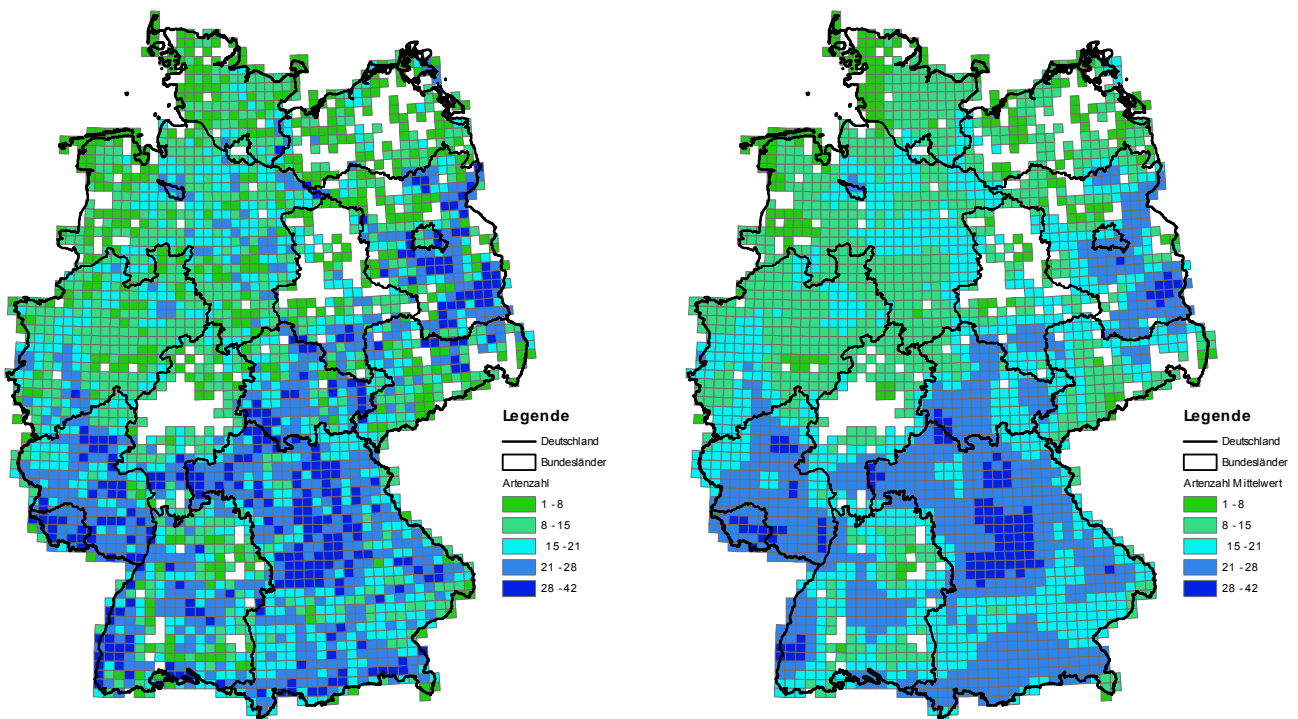 Legende
Deutschland
Bundesländer
Artenzahl
1 - 8
8 - 15
15 - 21
21 - 28
28 - 42
Legende
Deutschland
Bundesländer
Artenzahl Mittelwert
1 - 8
8 - 15
15 - 21
21 - 28
28 - 42